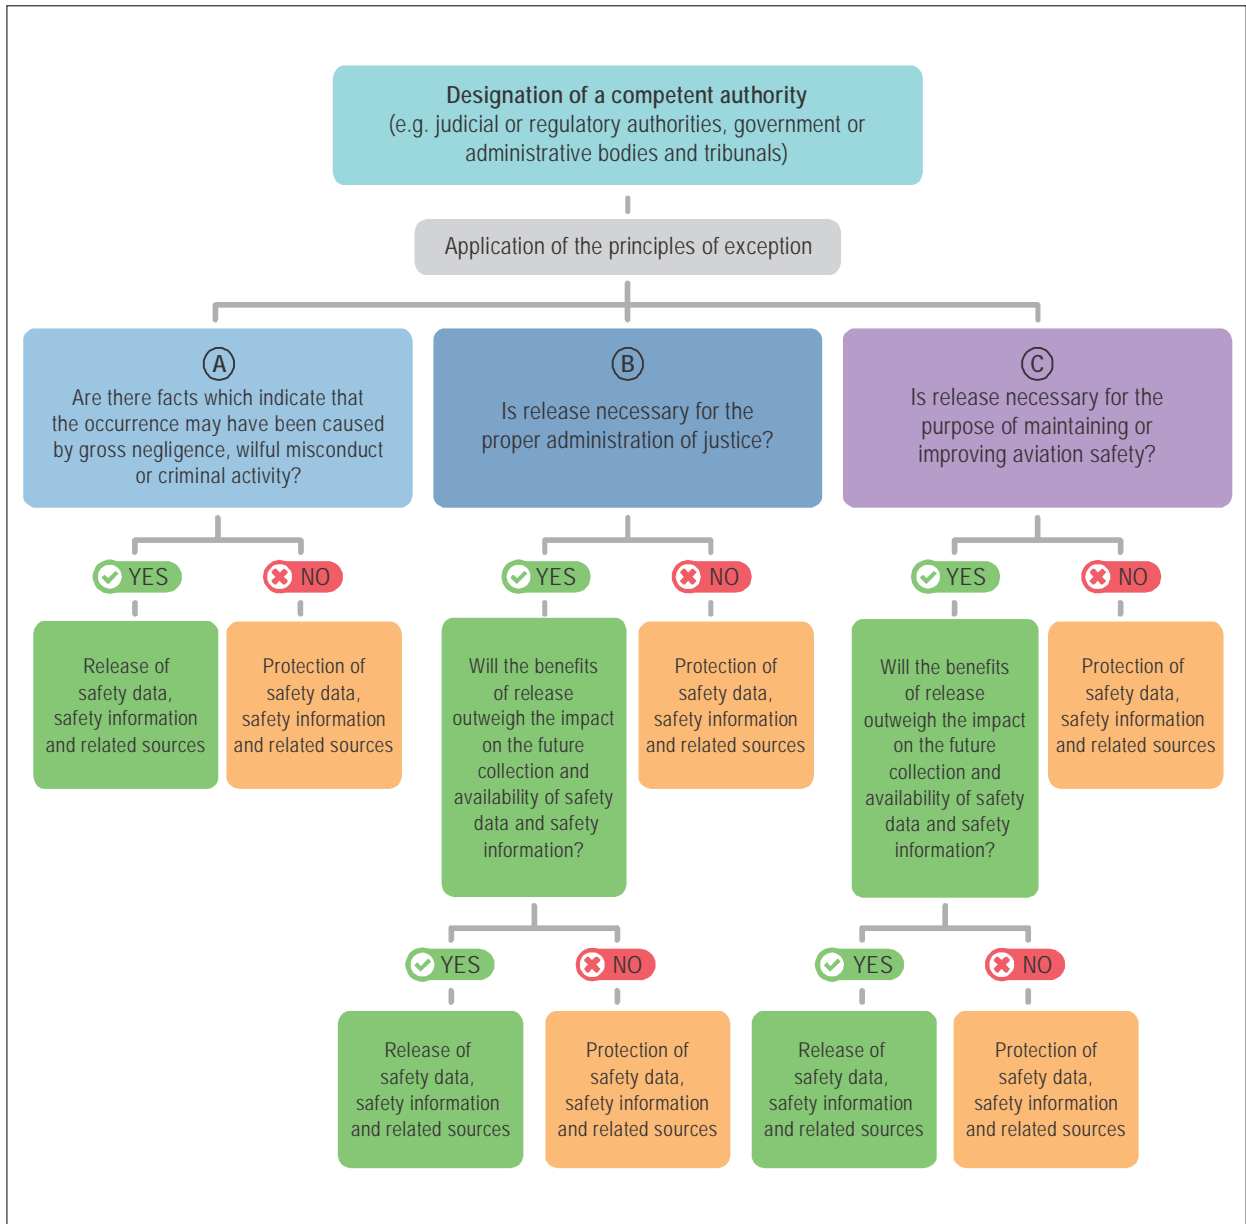 Designation of a competent authority
(e.g. judicial or regulatory authorities, government or
administrative bodies and tribunals)
Application of the principles of exception
A
Are there facts which indicate that
the occurrence may have been caused
by gross negligence, wilful misconduct
or criminal activity?
B
Is release necessary for the
proper administration of justice?
C
Is release necessary for the
purpose of maintaining or
improving aviation safety?
YES
NO
YES
NO
YES
NO
Release of
safety data,
safety information
and related sources
Protection of
safety data,
safety information
and related sources
Will the benefits
of release
outweigh the impact
on the future
collection and
availability of safety
data and safety
information?
Protection of
safety data,
safety information
and related sources
Will the benefits
of release
outweigh the impact
on the future
collection and
availability of safety
data and safety
information?
Protection of
safety data,
safety information
and related sources
YES
NO
YES
NO
Release of
safety data,
safety information
and related sources
Protection of
safety data,
safety information
and related sources
Release of
safety data,
safety information
and related sources
Protection of
safety data,
safety information
and related sources